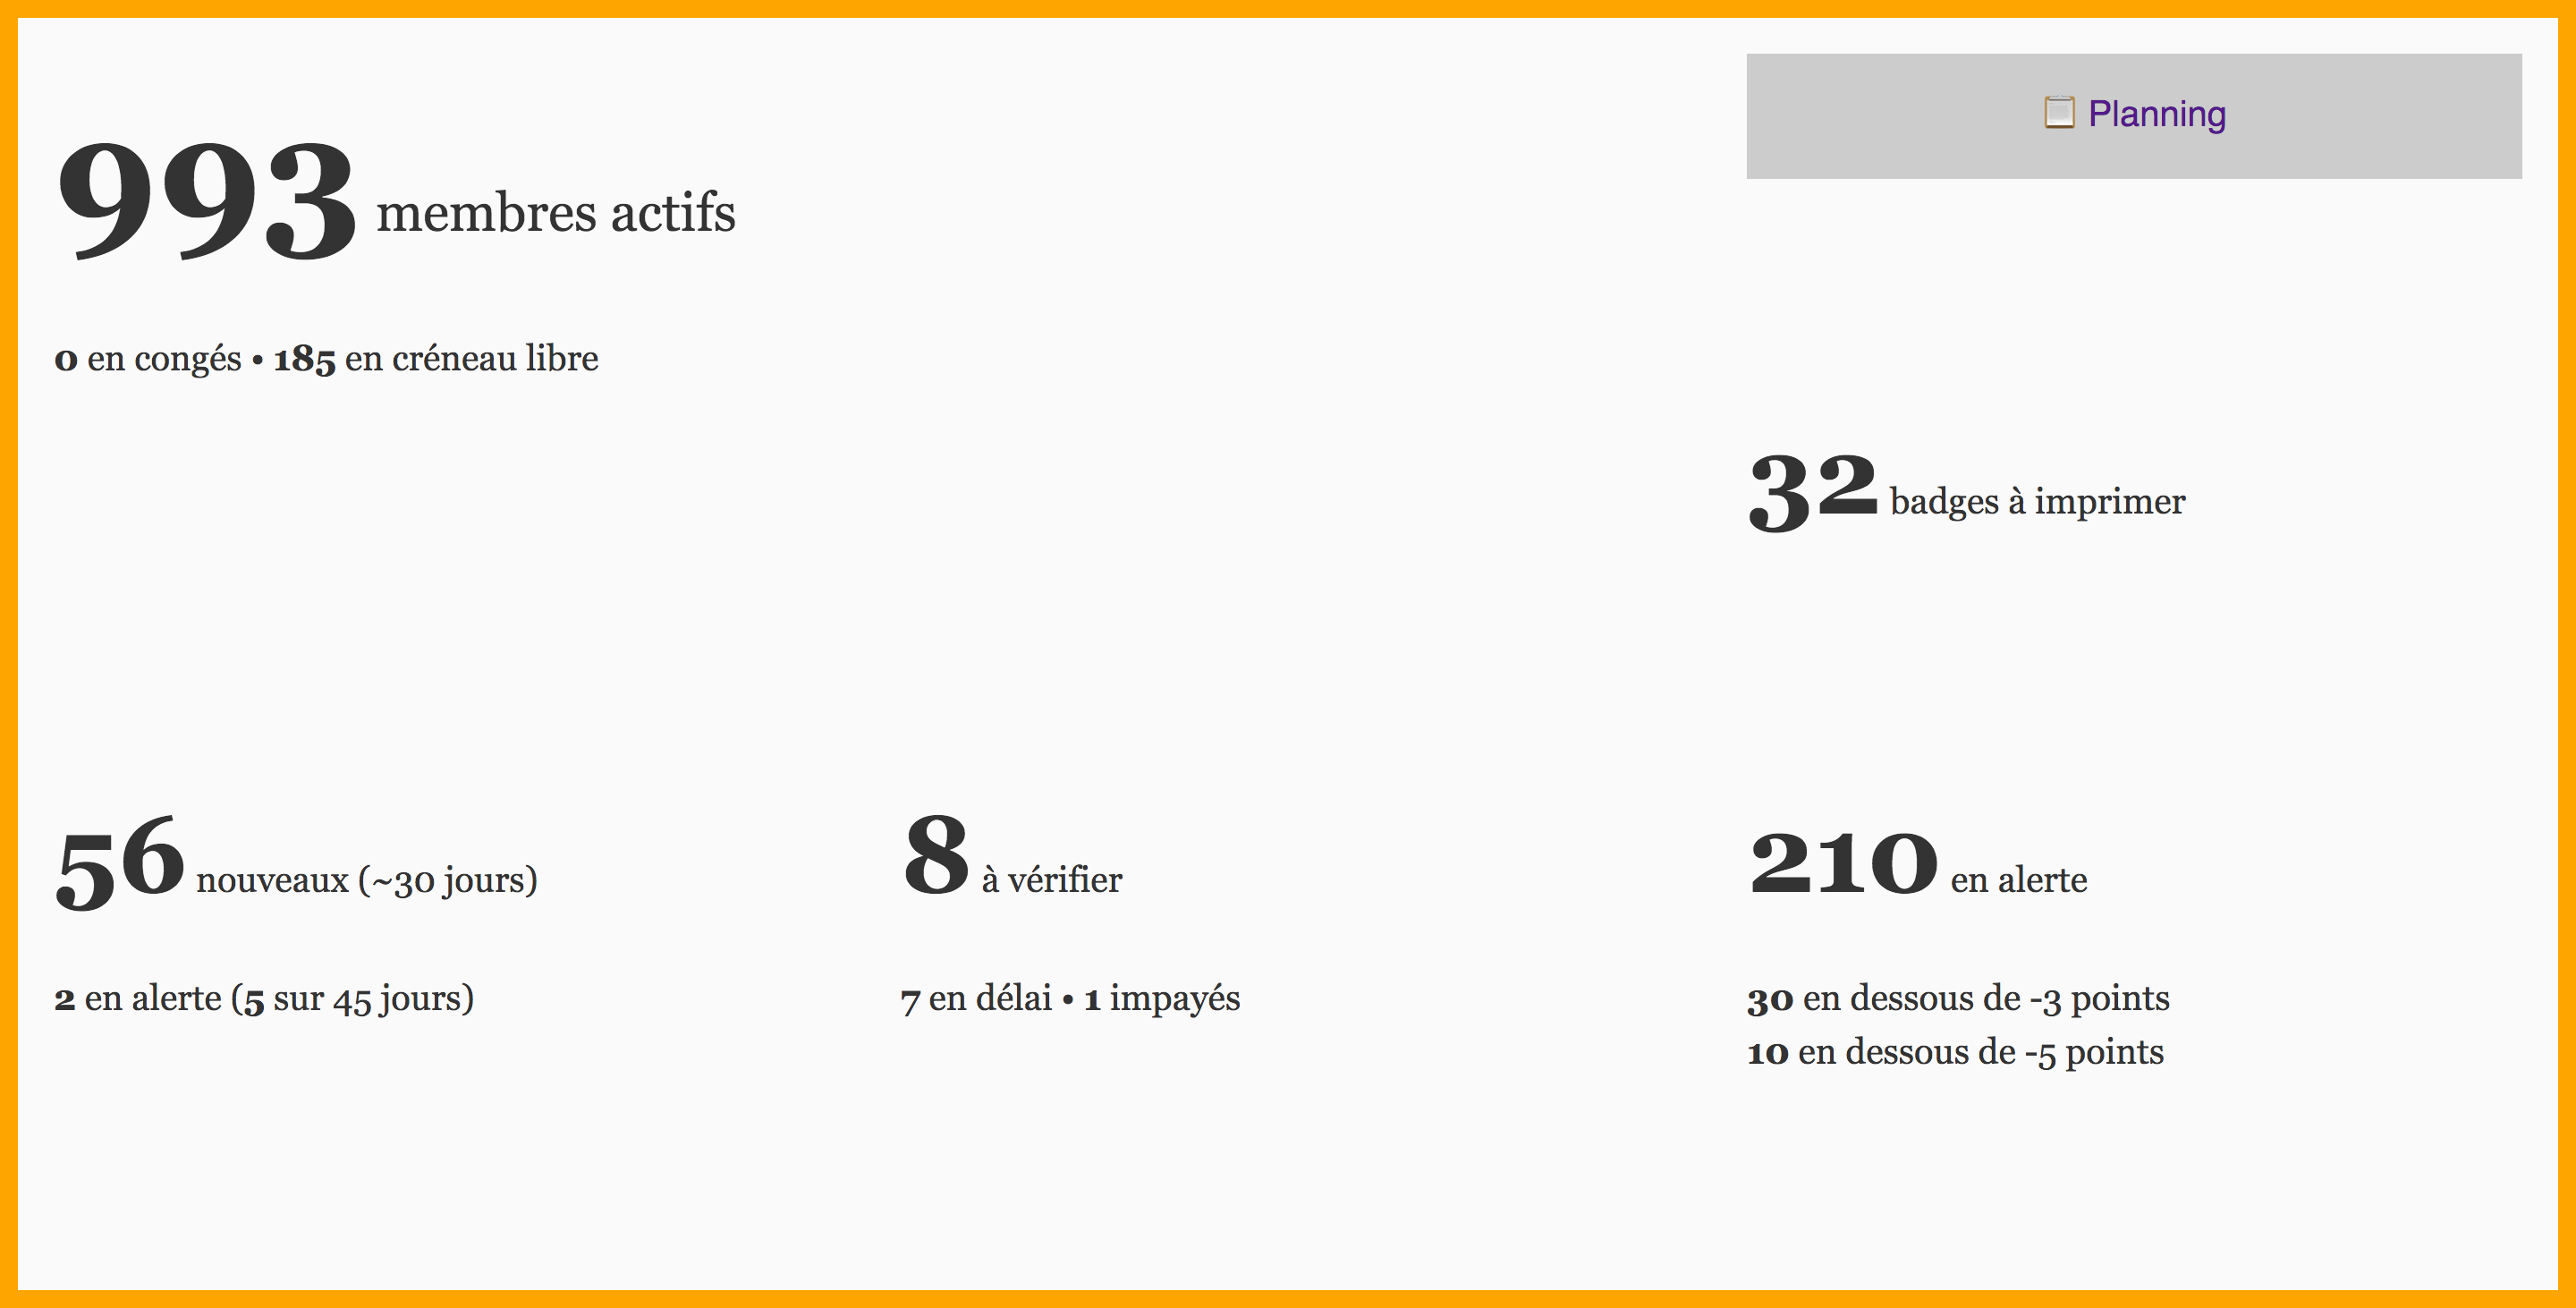 📋 Planning
993 membres actifs
0 en congés • 185 en créneau libre
32 badges à imprimer
56 nouveaux (~30 jours)
2 en alerte (5 sur 45 jours)
8 à vérifier
7 en délai • 1 impayés
210 en alerte
30 en dessous de -3 points
10 en dessous de -5 points